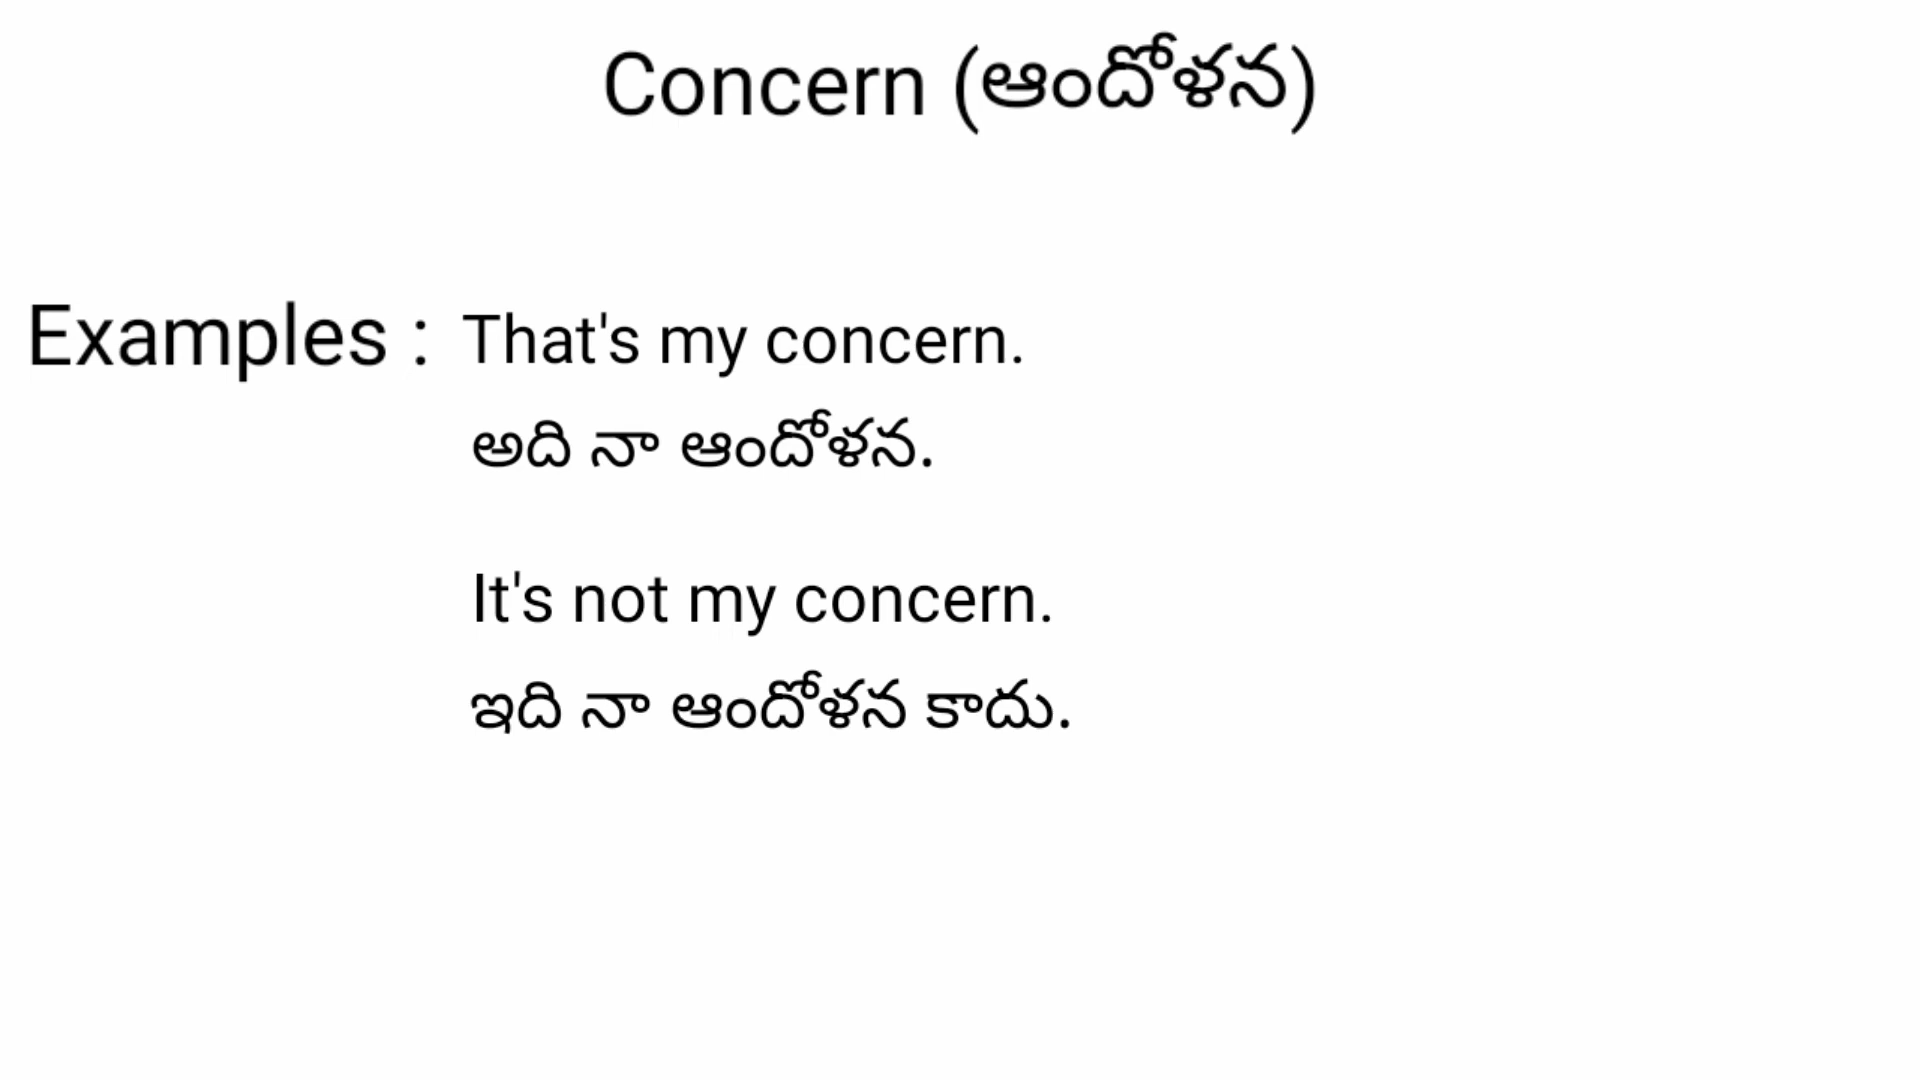 Concern (ఆందోళన)
Examples : That's my concern.
అది నా ఆందోళన.
It's not my concern.
ఇది నా ఆందోళన కాదు.